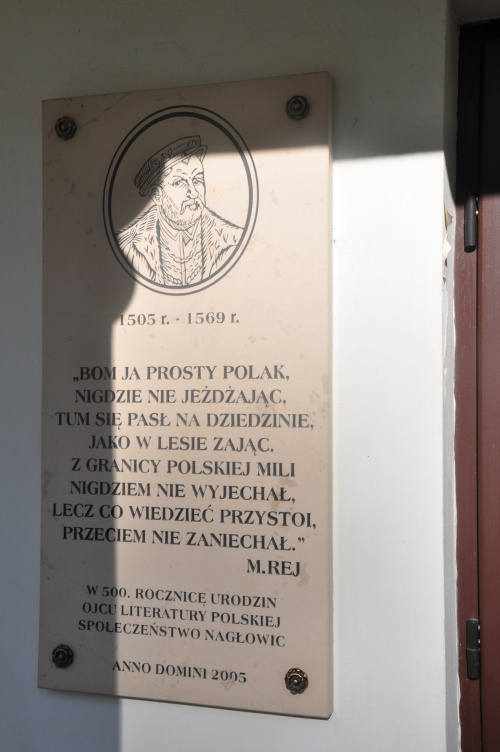 1505 r. - 1569 r.
„BOM JA PROSTY POLAK,
NIGDZIE NIE JEŻDŻAJĄC,
TUM SIĘ PASŁ NA DZIEDZINIE,
JAKO W LESIE ZAJĄC.
Z GRANICY POLSKIEJ MILI
NIGDZIEM NIE WYJECHAŁ,
LECZ CO WIEDZIEĆ PRZYSTOI,
PRZECIEM NIE ZANIECHAŁ.”
M.REJ
W 500. ROCZNICĘ URODZIN
OJCU LITERATURY POLSKIEJ
SPOŁECZEŃSTWO NAGŁOWIC
ANNO DOMINI 2005